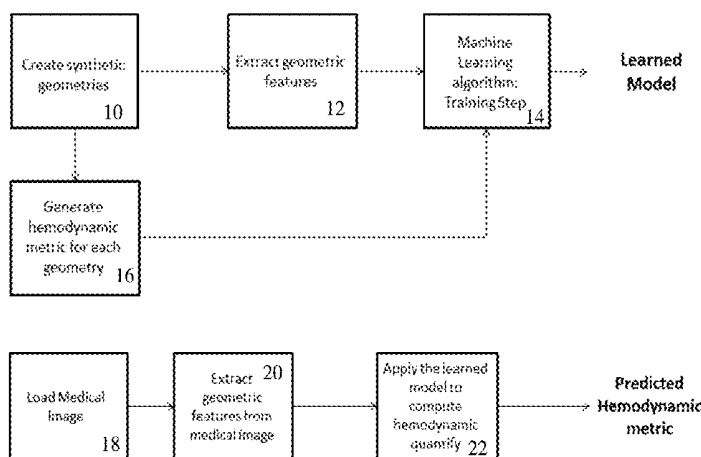 Create synthetic
geometries
10
Extract geometric
features
12
Machine
Learning
algorithm:
Training Step
14
Learned
Model
Generate
hemodynamic
metric for each
geometry
16
Load Medical
Image
18
20
Extract
geometric
features from
medical image
Apply the learned
model to
compute
hemodynamic
quantify
22
Predicted
Hemodynamic
metric